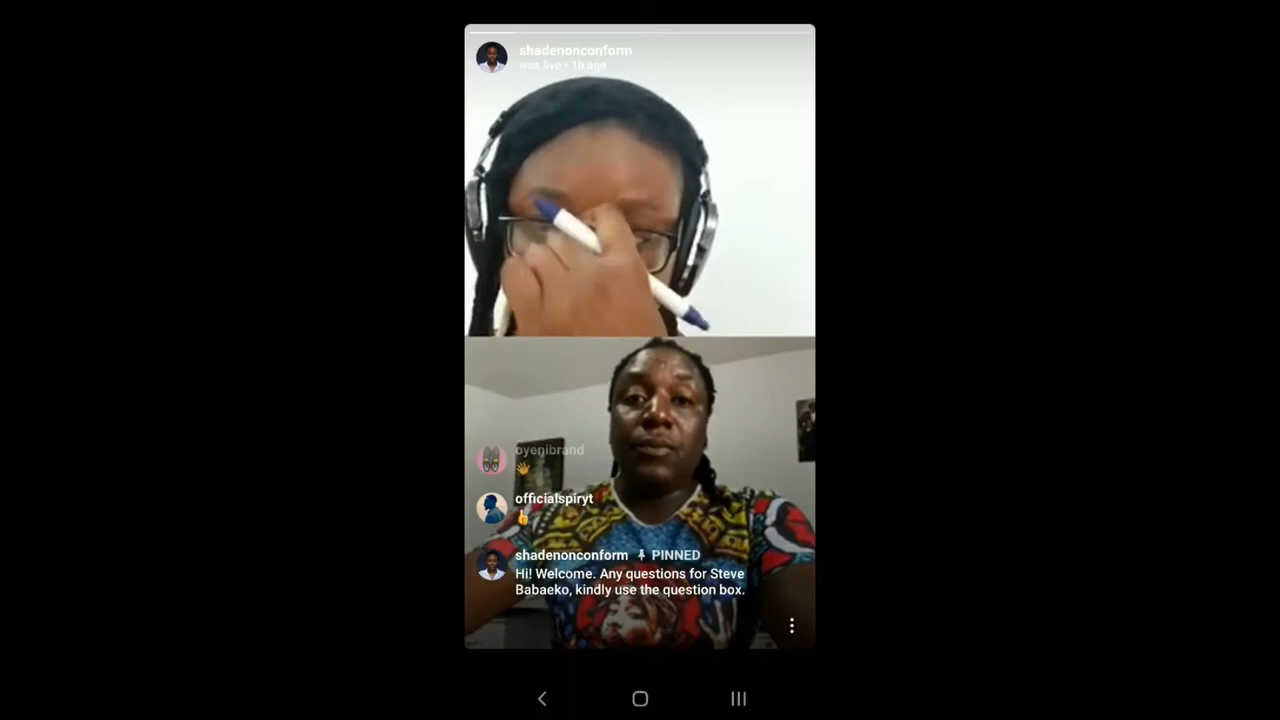 shadenonconform
was live • 1h ago
oyenibrand
👋
officialspiryt
👍
shadenonconform PINNED
Hi! Welcome. Any questions for Steve
Babaeko, kindly use the question box.